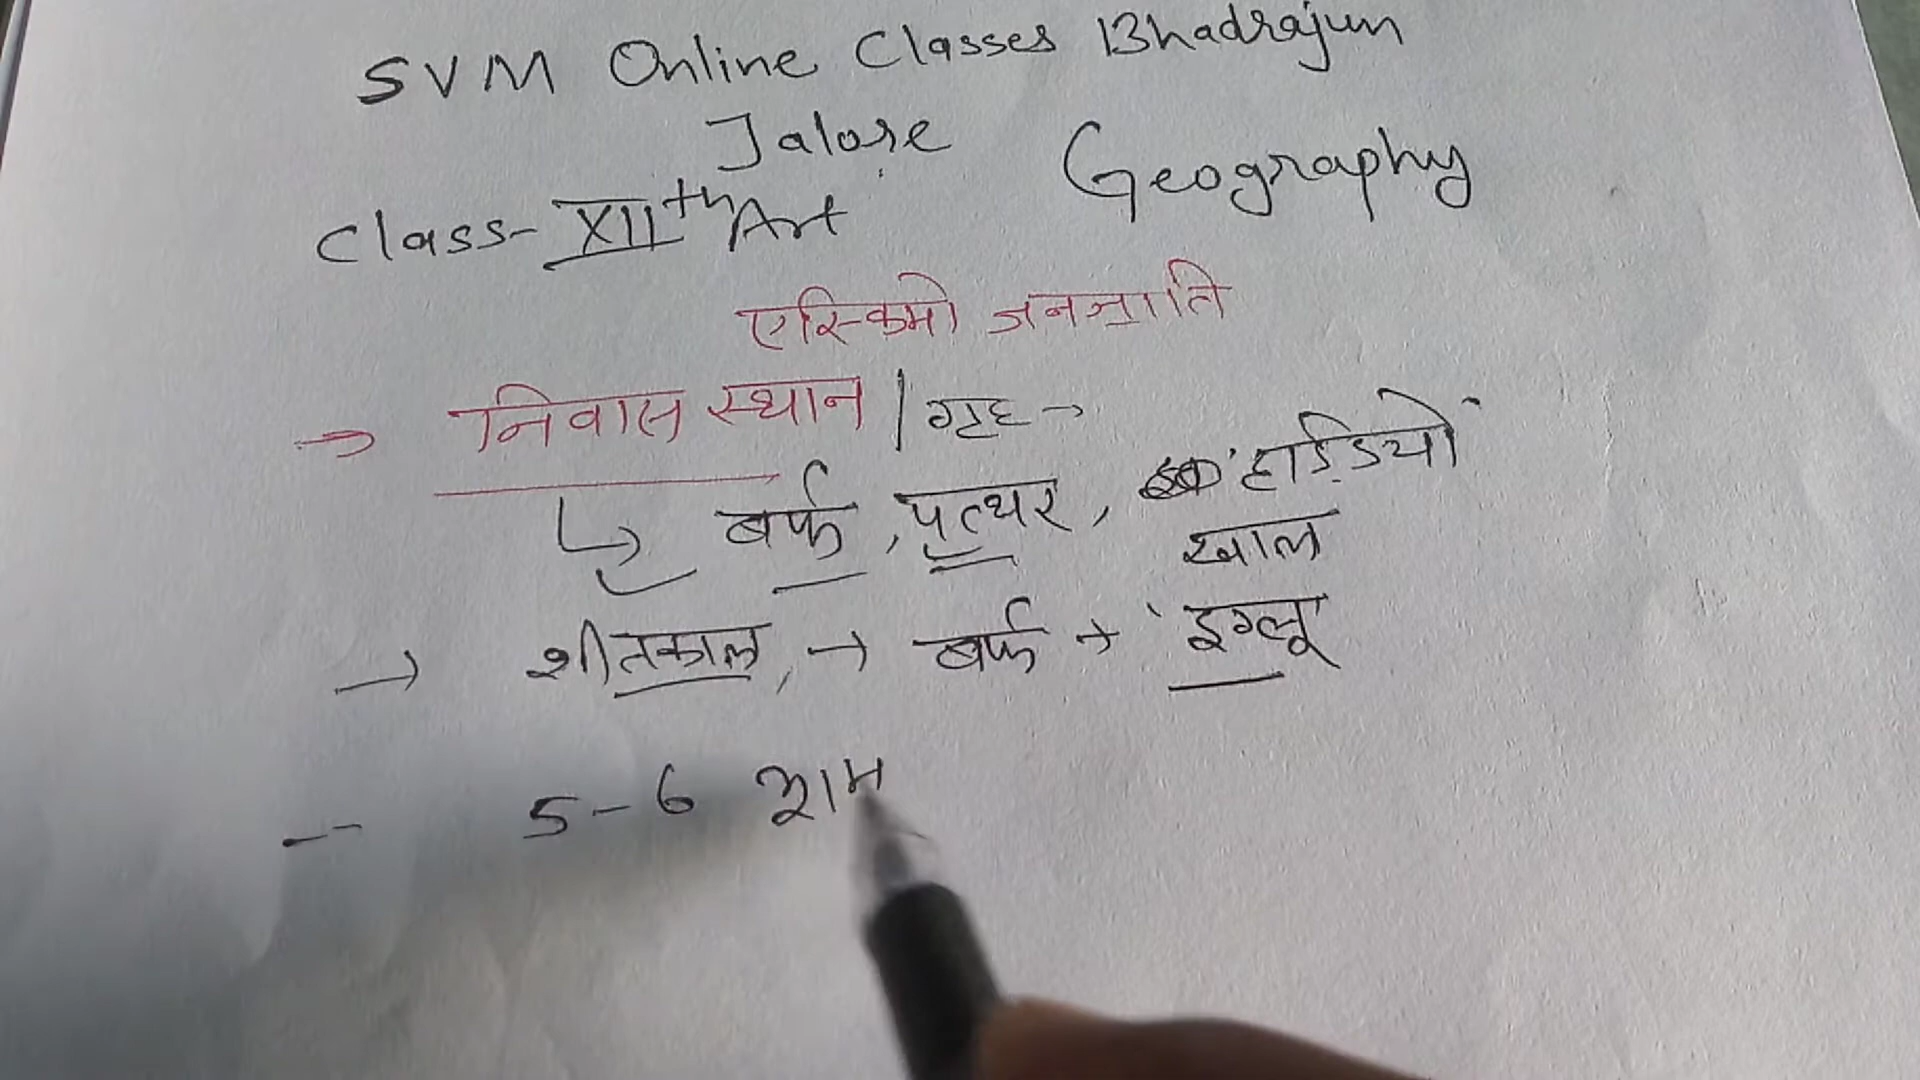 SVM Online Classes Bhadrajun
Jalore
Geography
Class- XIIth Art
एस्किमो जनजाति
→ निवास स्थान | गृह →
↳ बर्फ, पत्थर, हाडडियों
खाल
→ शीतकाल, → बर्फ → इग्लू
-- 5-6